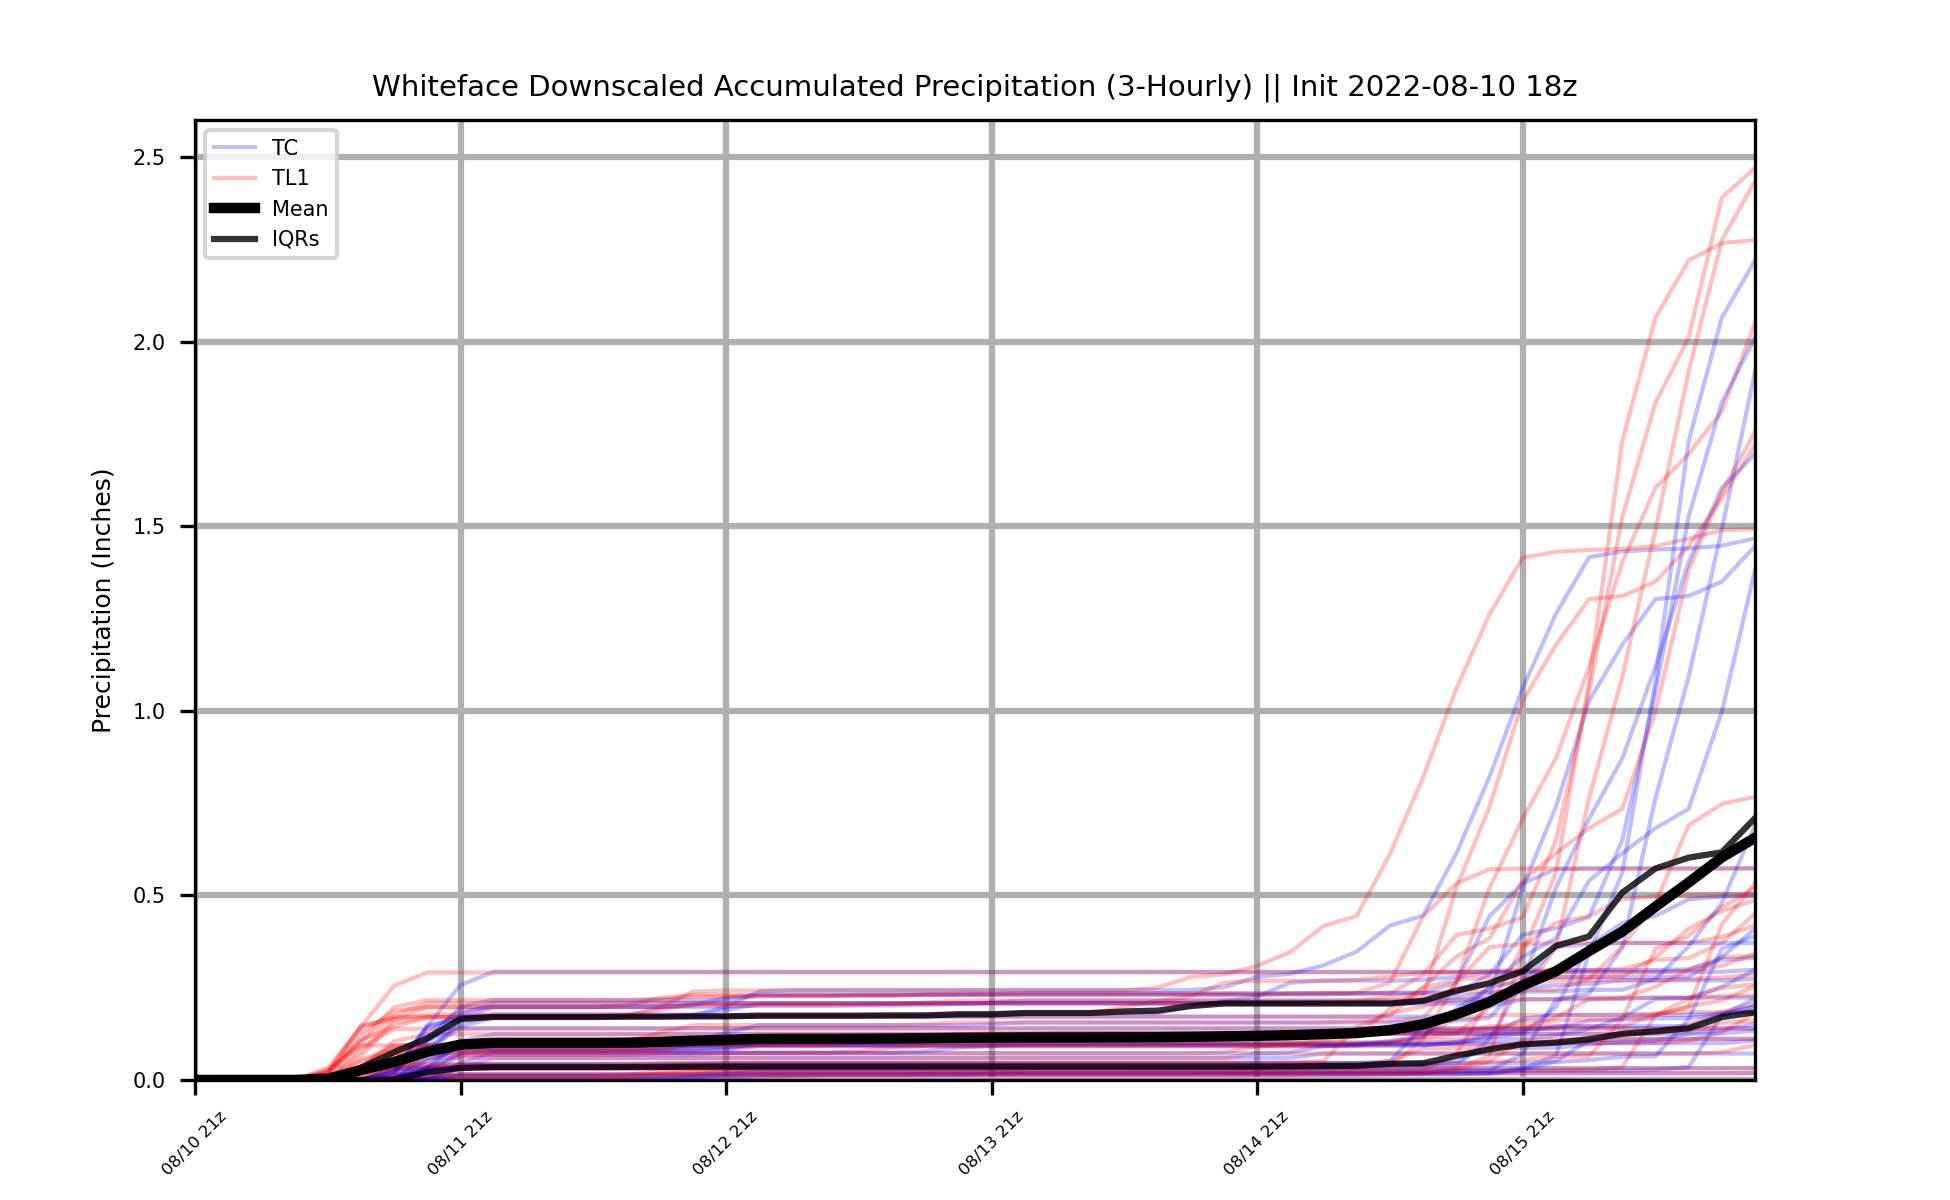 Whiteface Downscaled Accumulated Precipitation (3-Hourly) || Init 2022-08-10 18z
TC
TL1
Mean
IQRs
Precipitation (Inches)
2.5
2.0
1.5
1.0
0.5
0.0
08/10 21z
08/11 21z
08/12 21z
08/13 21z
08/14 21z
08/15 21z